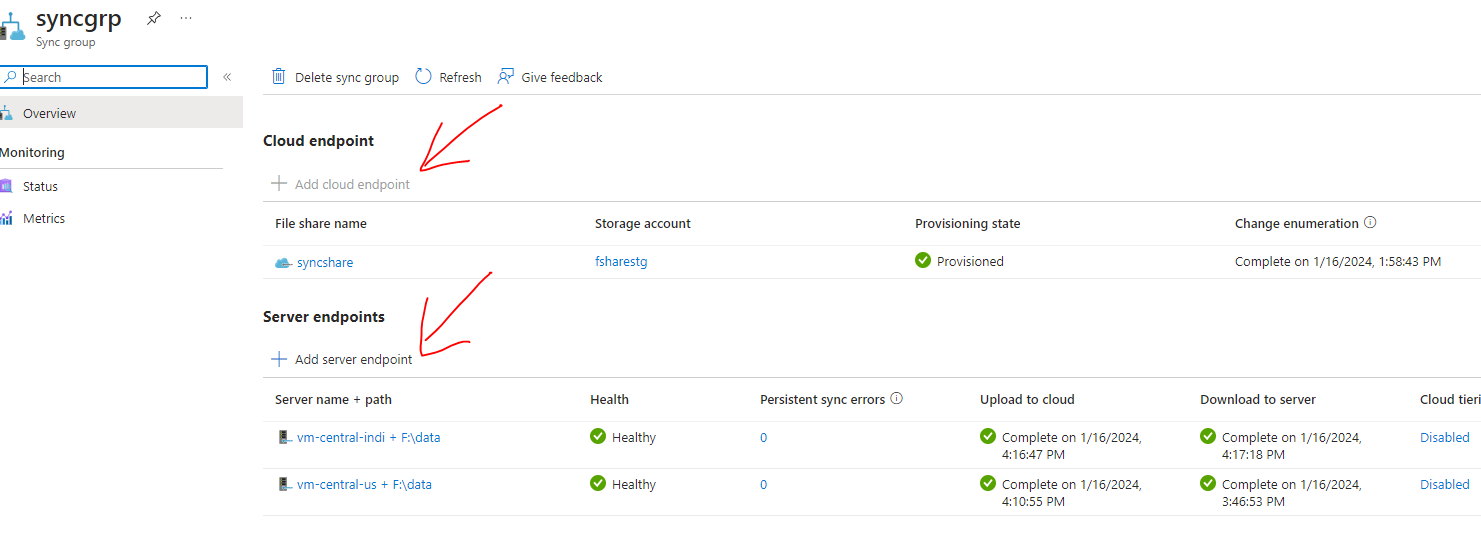 syncgrp
Sync group
Search
Overview
Monitoring
Status
Metrics
Delete sync group Refresh Give feedback
Cloud endpoint
Add cloud endpoint
File share name Storage account Provisioning state Change enumeration
syncshare fsharestg Provisioned Complete on 1/16/2024, 1:58:43 PM
Server endpoints
Add server endpoint
Server name + path Health Persistent sync errors Upload to cloud Download to server Cloud tieri
vm-central-indi + F:\data Healthy 0 Complete on 1/16/2024, Complete on 1/16/2024, Disabled
4:16:47 PM 4:17:18 PM
vm-central-us + F:\data Healthy 0 Complete on 1/16/2024, Complete on 1/16/2024, Disabled
4:10:55 PM 3:46:53 PM